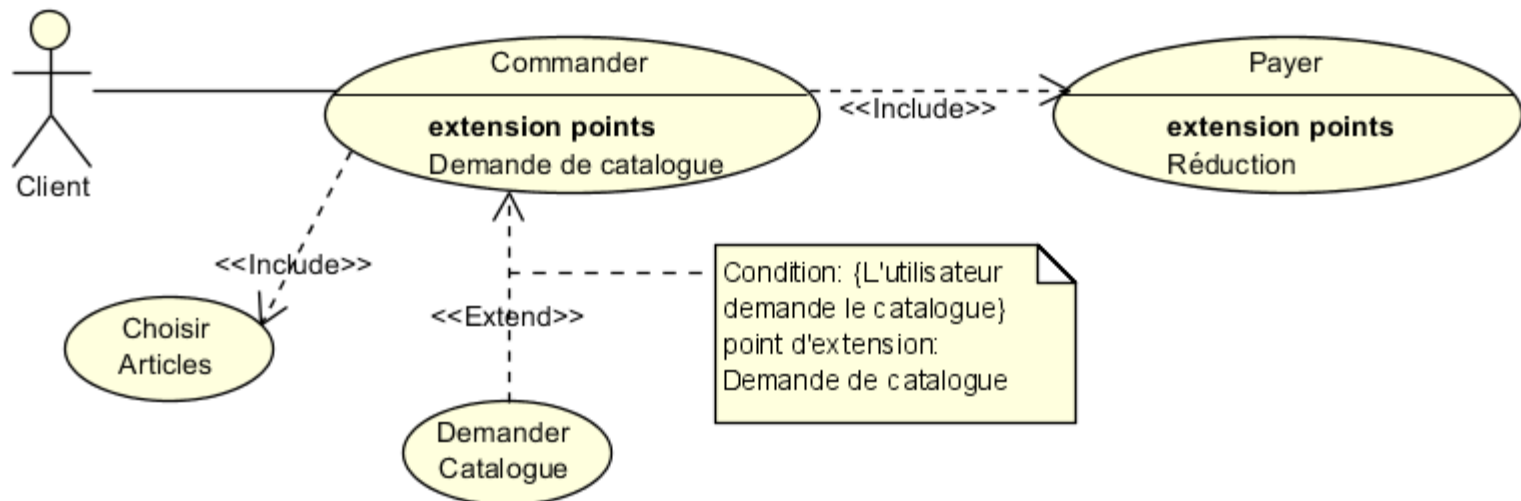 Client
Commander
extension points
Demande de catalogue
<<Include>>
Payer
extension points
Réduction
<<Include>>
Choisir
Articles
<<Extend>>
Demander
Catalogue
Condition: {L'utilisateur
demande le catalogue}
point d'extension:
Demande de catalogue